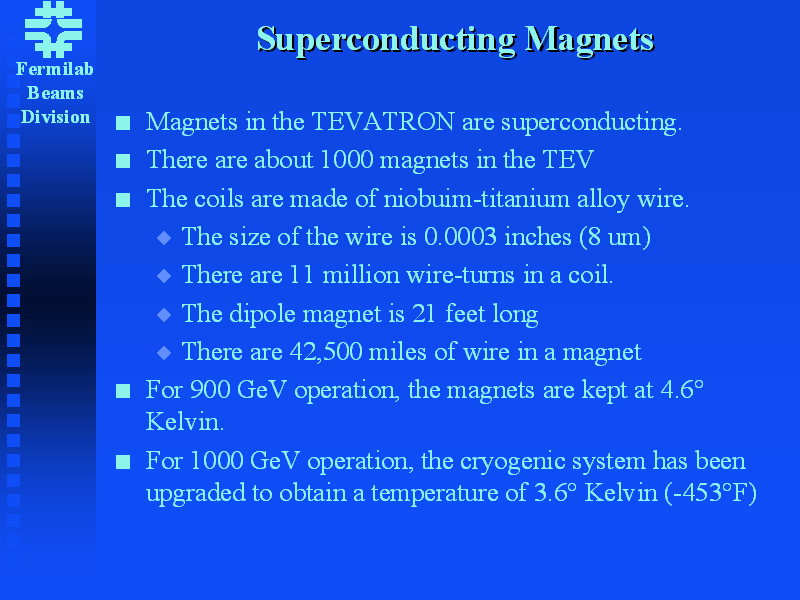 Superconducting Magnets
Fermilab
Beams
Division
Magnets in the TEVATRON are superconducting.
There are about 1000 magnets in the TEV
The coils are made of niobuim-titanium alloy wire.
The size of the wire is 0.0003 inches (8 um)
There are 11 million wire-turns in a coil.
The dipole magnet is 21 feet long
There are 42,500 miles of wire in a magnet
For 900 GeV operation, the magnets are kept at 4.6°
Kelvin.
For 1000 GeV operation, the cryogenic system has been
upgraded to obtain a temperature of 3.6° Kelvin (-453°F)